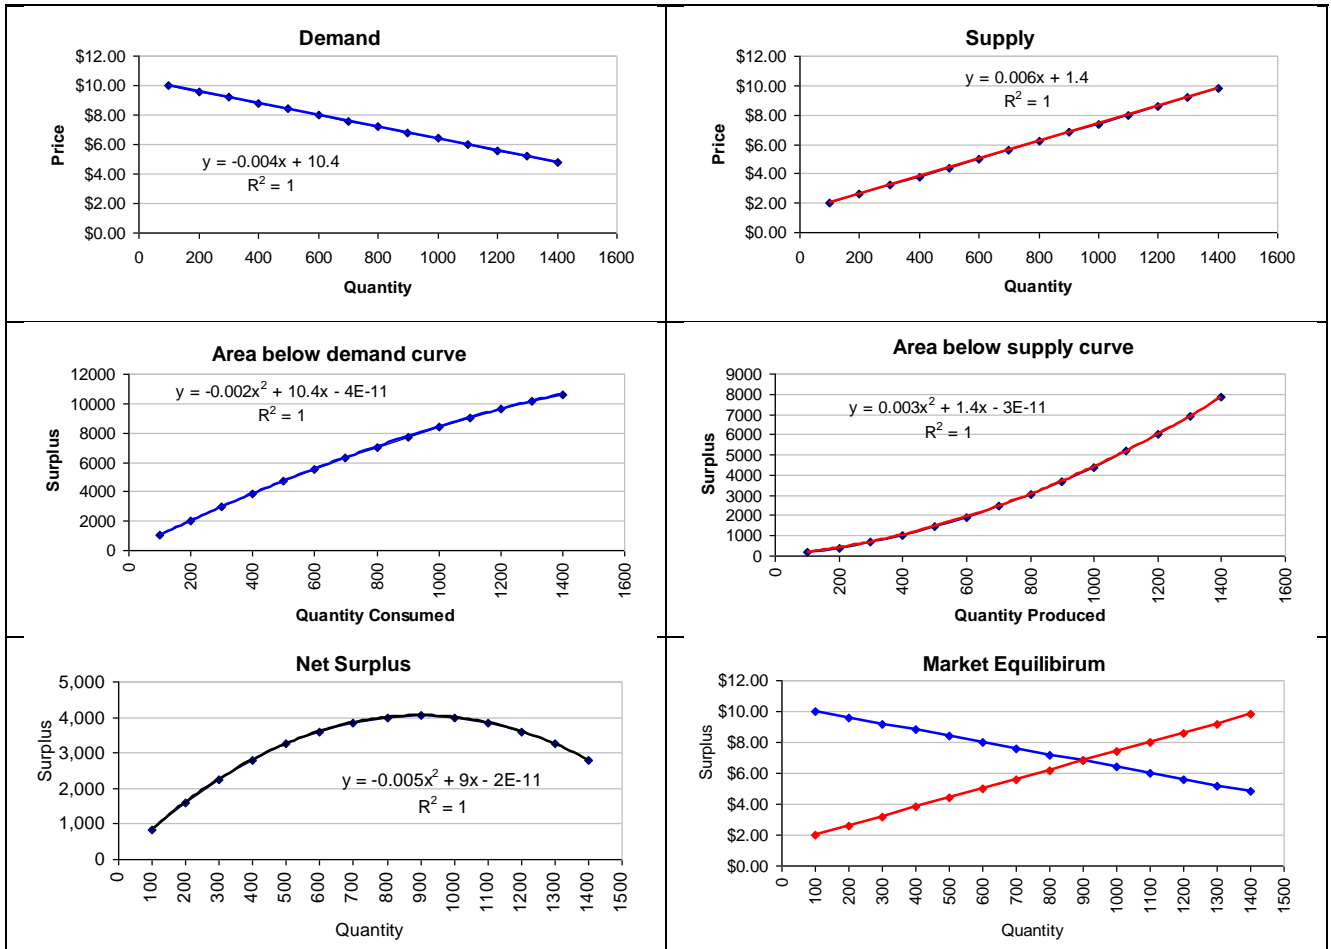 Demand
$12.00
$10.00
$8.00
$6.00
$4.00
$2.00
$0.00
Price
y = -0.004x + 10.4
R² = 1
0 200 400 600 800 1000 1200 1400 1600
Quantity
Supply
$12.00
$10.00
$8.00
$6.00
$4.00
$2.00
$0.00
Price
y = 0.006x + 1.4
R² = 1
0 200 400 600 800 1000 1200 1400 1600
Quantity
Area below demand curve
12000
10000
8000
6000
4000
2000
0
Surplus
y = -0.002x² + 10.4x - 4E-11
R² = 1
0 200 400 600 800 1000 1200 1400 1600
Quantity Consumed
Area below supply curve
9000
8000
7000
6000
5000
4000
3000
2000
1000
0
Surplus
y = 0.003x² + 1.4x - 3E-11
R² = 1
0 200 400 600 800 1000 1200 1400 1600
Quantity Produced
Net Surplus
5,000
4,000
3,000
2,000
1,000
0
Surplus
y = -0.005x² + 9x - 2E-11
R² = 1
0 100 200 300 400 500 600 700 800 900 1000 1100 1200 1300 1400 1500
Quantity
Market Equilibirum
$12.00
$10.00
$8.00
$6.00
$4.00
$2.00
$0.00
Surplus
0 100 200 300 400 500 600 700 800 900 1000 1100 1200 1300 1400 1500
Quantity